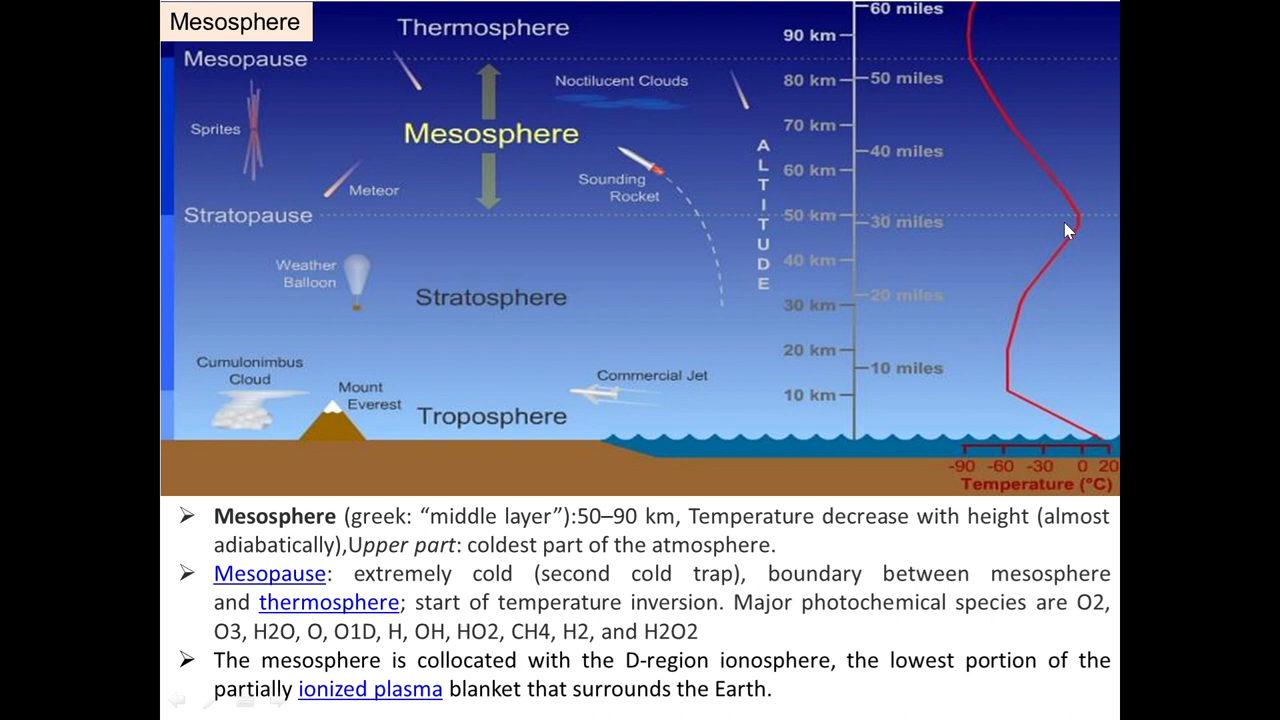 Mesosphere
Thermosphere
60 miles
90 km
Mesopause
Noctilucent Clouds
80 km
50 miles
Sprites
Mesosphere
70 km
40 miles
60 km
Meteor
Sounding
Rocket
ALTITUDE
Stratopause
50 km
30 miles
Weather
Balloon
40 km
Stratosphere
30 km
20 miles
20 km
10 miles
Cumulonimbus
Cloud
Mount
Everest
Commercial Jet
10 km
Troposphere
-90 -60 -30 0 20
Temperature (°C)
Mesosphere (greek: “middle layer”):50–90 km, Temperature decrease with height (almost
adiabatically),Upper part: coldest part of the atmosphere.
Mesopause: extremely cold (second cold trap), boundary between mesosphere
and thermosphere; start of temperature inversion. Major photochemical species are O2,
O3, H2O, O, O1D, H, OH, HO2, CH4, H2, and H2O2
The mesosphere is collocated with the D-region ionosphere, the lowest portion of the
partially ionized plasma blanket that surrounds the Earth.